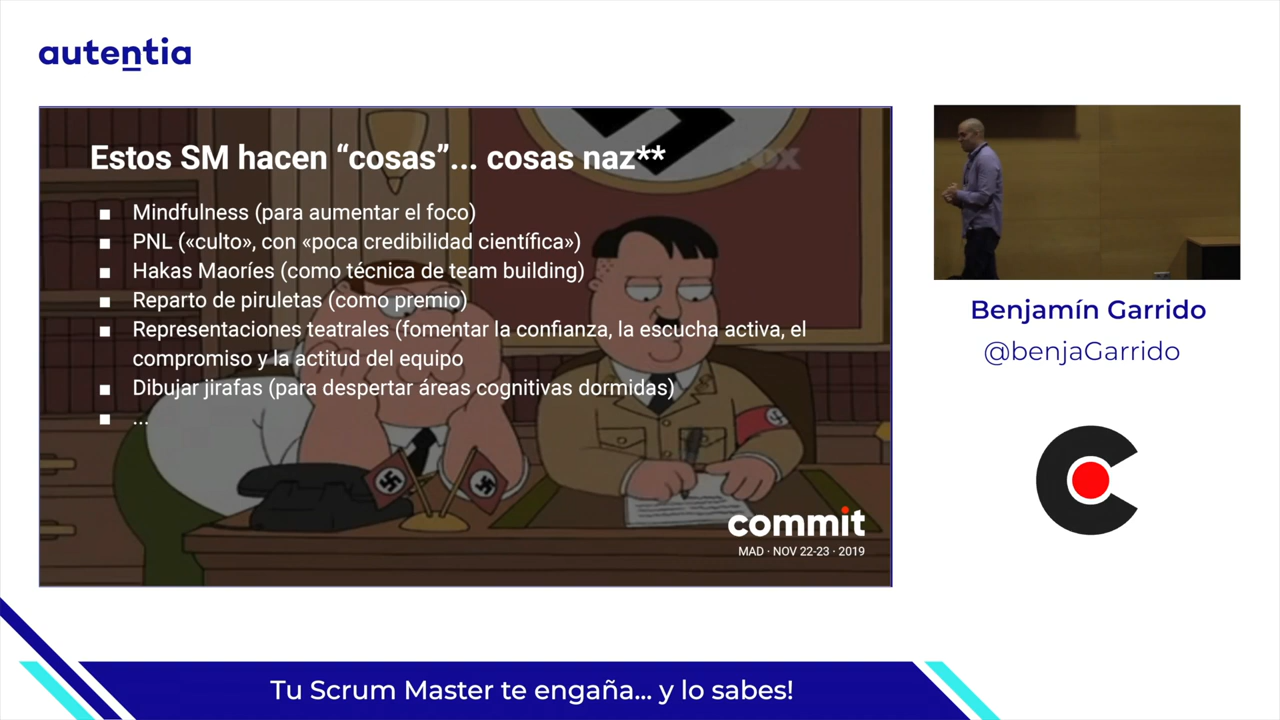 autentia
Estos SM hacen “cosas”... cosas naz**
FOX
■ Mindfulness (para aumentar el foco)
■ PNL («culto», con «poca credibilidad científica»)
■ Hakas Maoríes (como técnica de team building)
■ Reparto de piruletas (como premio)
■ Representaciones teatrales (fomentar la confianza, la escucha activa, el
compromiso y la actitud del equipo
■ Dibujar jirafas (para despertar áreas cognitivas dormidas)
■ ...
commit
MAD · NOV 22-23 · 2019
Benjamín Garrido
@benjaGarrido
Tu Scrum Master te engaña... y lo sabes!